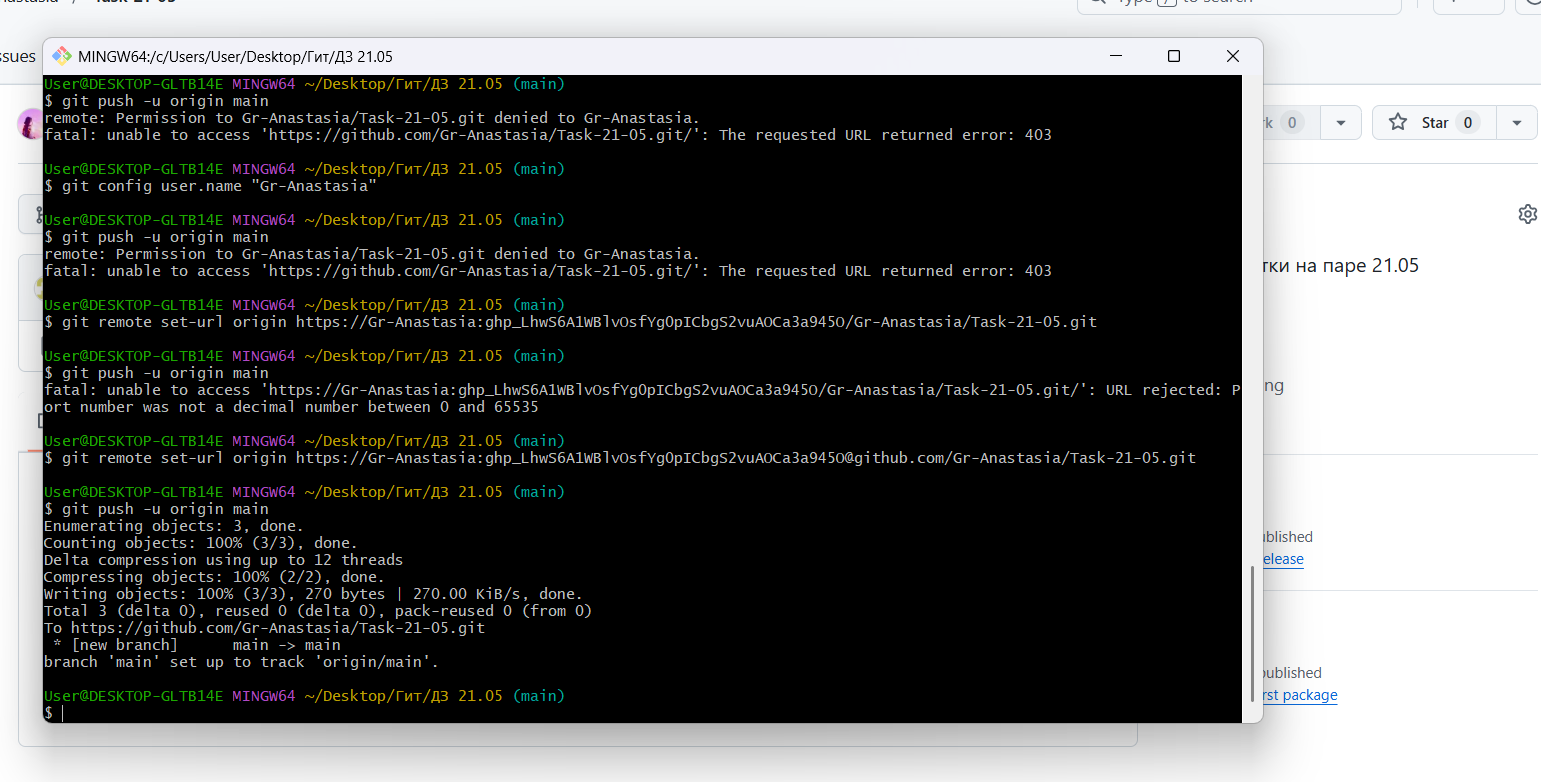 Task-21-05
Type / to search
ssues
MINGW64:/c/Users/User/Desktop/Гит/ДЗ 21.05
User@DESKTOP-GLTB14E MINGW64 ~/Desktop/Гит/ДЗ 21.05 (main)
$ git push -u origin main
remote: Permission to Gr-Anastasia/Task-21-05.git denied to Gr-Anastasia.
fatal: unable to access 'https://github.com/Gr-Anastasia/Task-21-05.git/': The requested URL returned error: 403
rk 0
Star 0
User@DESKTOP-GLTB14E MINGW64 ~/Desktop/Гит/ДЗ 21.05 (main)
$ git config user.name "Gr-Anastasia"
User@DESKTOP-GLTB14E MINGW64 ~/Desktop/Гит/ДЗ 21.05 (main)
$ git push -u origin main
remote: Permission to Gr-Anastasia/Task-21-05.git denied to Gr-Anastasia.
fatal: unable to access 'https://github.com/Gr-Anastasia/Task-21-05.git/': The requested URL returned error: 403
тки на паре 21.05
User@DESKTOP-GLTB14E MINGW64 ~/Desktop/Гит/ДЗ 21.05 (main)
$ git remote set-url origin https://Gr-Anastasia: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/Gr-Anastasia/Task-21-05.git
User@DESKTOP-GLTB14E MINGW64 ~/Desktop/Гит/ДЗ 21.05 (main)
$ git push -u origin main
fatal: unable to access 'https://Gr-Anastasia: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/Gr-Anastasia/Task-21-05.git/': URL rejected: P
ort number was not a decimal number between 0 and 65535
ng
User@DESKTOP-GLTB14E MINGW64 ~/Desktop/Гит/ДЗ 21.05 (main)
$ git remote set-url origin https://Gr-Anastasia: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@github.com/Gr-Anastasia/Task-21-05.git
User@DESKTOP-GLTB14E MINGW64 ~/Desktop/Гит/ДЗ 21.05 (main)
$ git push -u origin main
Enumerating objects: 3, done.
Counting objects: 100% (3/3), done.
Delta compression using up to 12 threads
Compressing objects: 100% (2/2), done.
Writing objects: 100% (3/3), 270 bytes | 270.00 KiB/s, done.
Total 3 (delta 0), reused 0 (delta 0), pack-reused 0 (from 0)
To https://github.com/Gr-Anastasia/Task-21-05.git
* [new branch] main -> main
branch 'main' set up to track 'origin/main'.
ublished
elease
User@DESKTOP-GLTB14E MINGW64 ~/Desktop/Гит/ДЗ 21.05 (main)
$
published
rst package